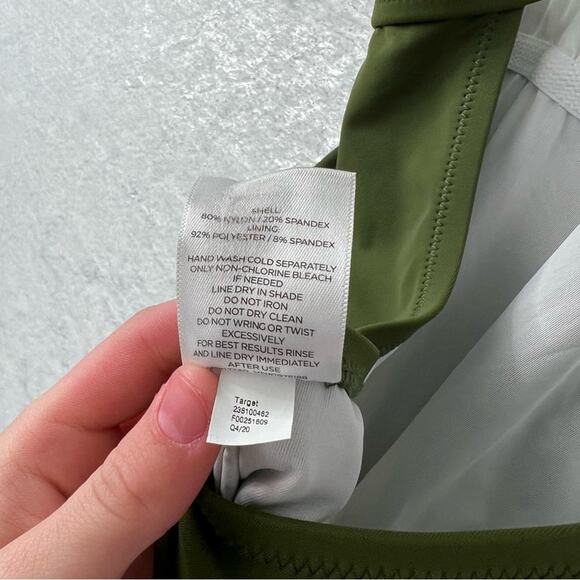 SHELL:
80% NYLON / 20% SPANDEX
LINING:
92% POLYESTER / 8% SPANDEX
HAND WASH COLD SEPARATELY
ONLY NON-CHLORINE BLEACH
IF NEEDED
LINE DRY IN SHADE
DO NOT IRON
DO NOT DRY CLEAN
DO NOT WRING OR TWIST
EXCESSIVELY
FOR BEST RESULTS RINSE
AND LINE DRY IMMEDIATELY
AFTER USE
Target
238100462
F00251609
Q4/20